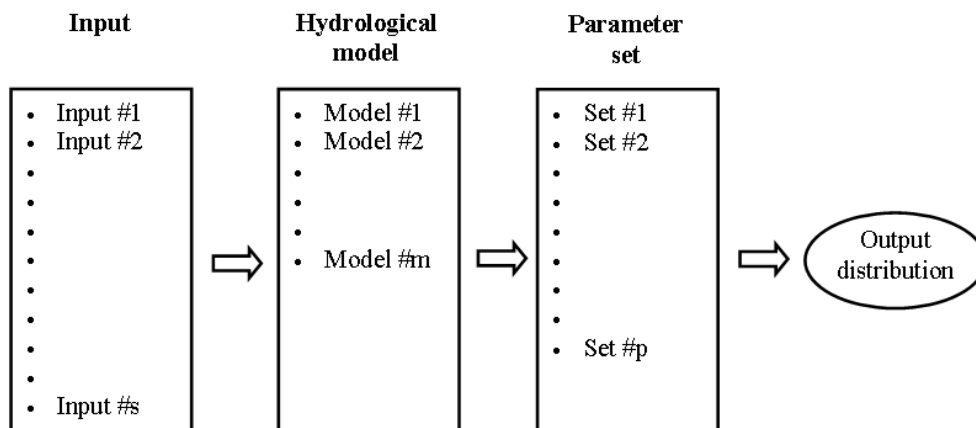 Input
Hydrological
model
Parameter
set
• Input #1
• Input #2
•
•
•
•
•
•
•
•
• Input #s
• Model #1
• Model #2
•
•
•
• Model #m
• Set #1
• Set #2
•
•
•
•
•
•
• Set #p
Output
distribution